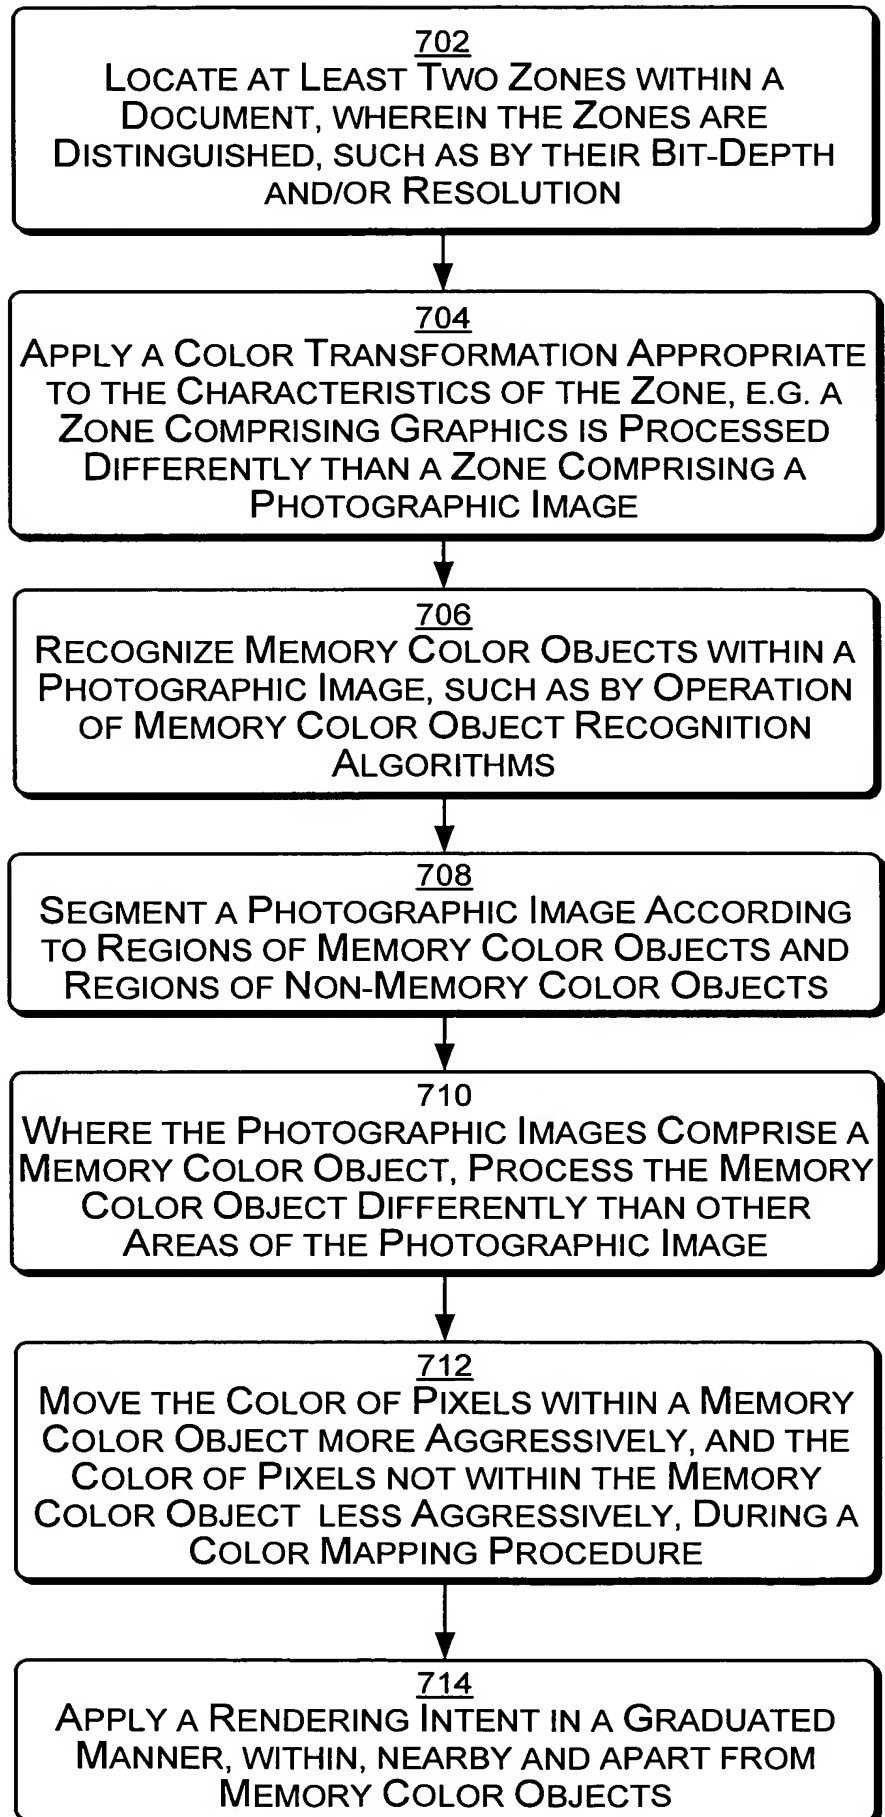 702
LOCATE AT LEAST TWO ZONES WITHIN A
DOCUMENT, WHEREIN THE ZONES ARE
DISTINGUISHED, SUCH AS BY THEIR BIT-DEPTH
AND/OR RESOLUTION
704
APPLY A COLOR TRANSFORMATION APPROPRIATE
TO THE CHARACTERISTICS OF THE ZONE, E.G. A
ZONE COMPRISING GRAPHICS IS PROCESSED
DIFFERENTLY THAN A ZONE COMPRISING A
PHOTOGRAPHIC IMAGE
706
RECOGNIZE MEMORY COLOR OBJECTS WITHIN A
PHOTOGRAPHIC IMAGE, SUCH AS BY OPERATION
OF MEMORY COLOR OBJECT RECOGNITION
ALGORITHMS
708
SEGMENT A PHOTOGRAPHIC IMAGE ACCORDING
TO REGIONS OF MEMORY COLOR OBJECTS AND
REGIONS OF NON-MEMORY COLOR OBJECTS
710
WHERE THE PHOTOGRAPHIC IMAGES COMPRISE A
MEMORY COLOR OBJECT, PROCESS THE MEMORY
COLOR OBJECT DIFFERENTLY THAN OTHER
AREAS OF THE PHOTOGRAPHIC IMAGE
712
MOVE THE COLOR OF PIXELS WITHIN A MEMORY
COLOR OBJECT MORE AGGRESSIVELY, AND THE
COLOR OF PIXELS NOT WITHIN THE MEMORY
COLOR OBJECT LESS AGGRESSIVELY, DURING A
COLOR MAPPING PROCEDURE
714
APPLY A RENDERING INTENT IN A GRADUATED
MANNER, WITHIN, NEARBY AND APART FROM
MEMORY COLOR OBJECTS